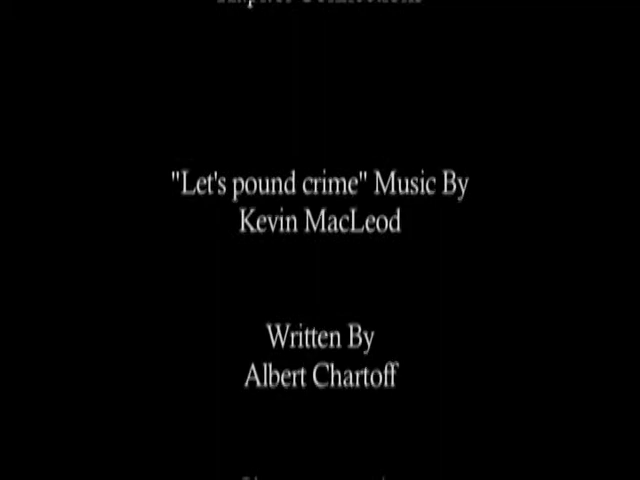 "Let's pound crime" Music By
Kevin MacLeod
Written By
Albert Chartoff